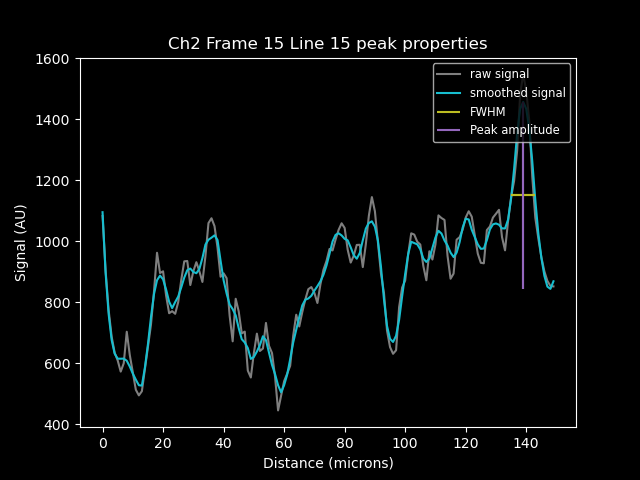 Ch2 Frame 15 Line 15 peak properties
raw signal
smoothed signal
FWHM
Peak amplitude
Signal (AU)
1600
1400
1200
1000
800
600
400
0 20 40 60 80 100 120 140
Distance (microns)